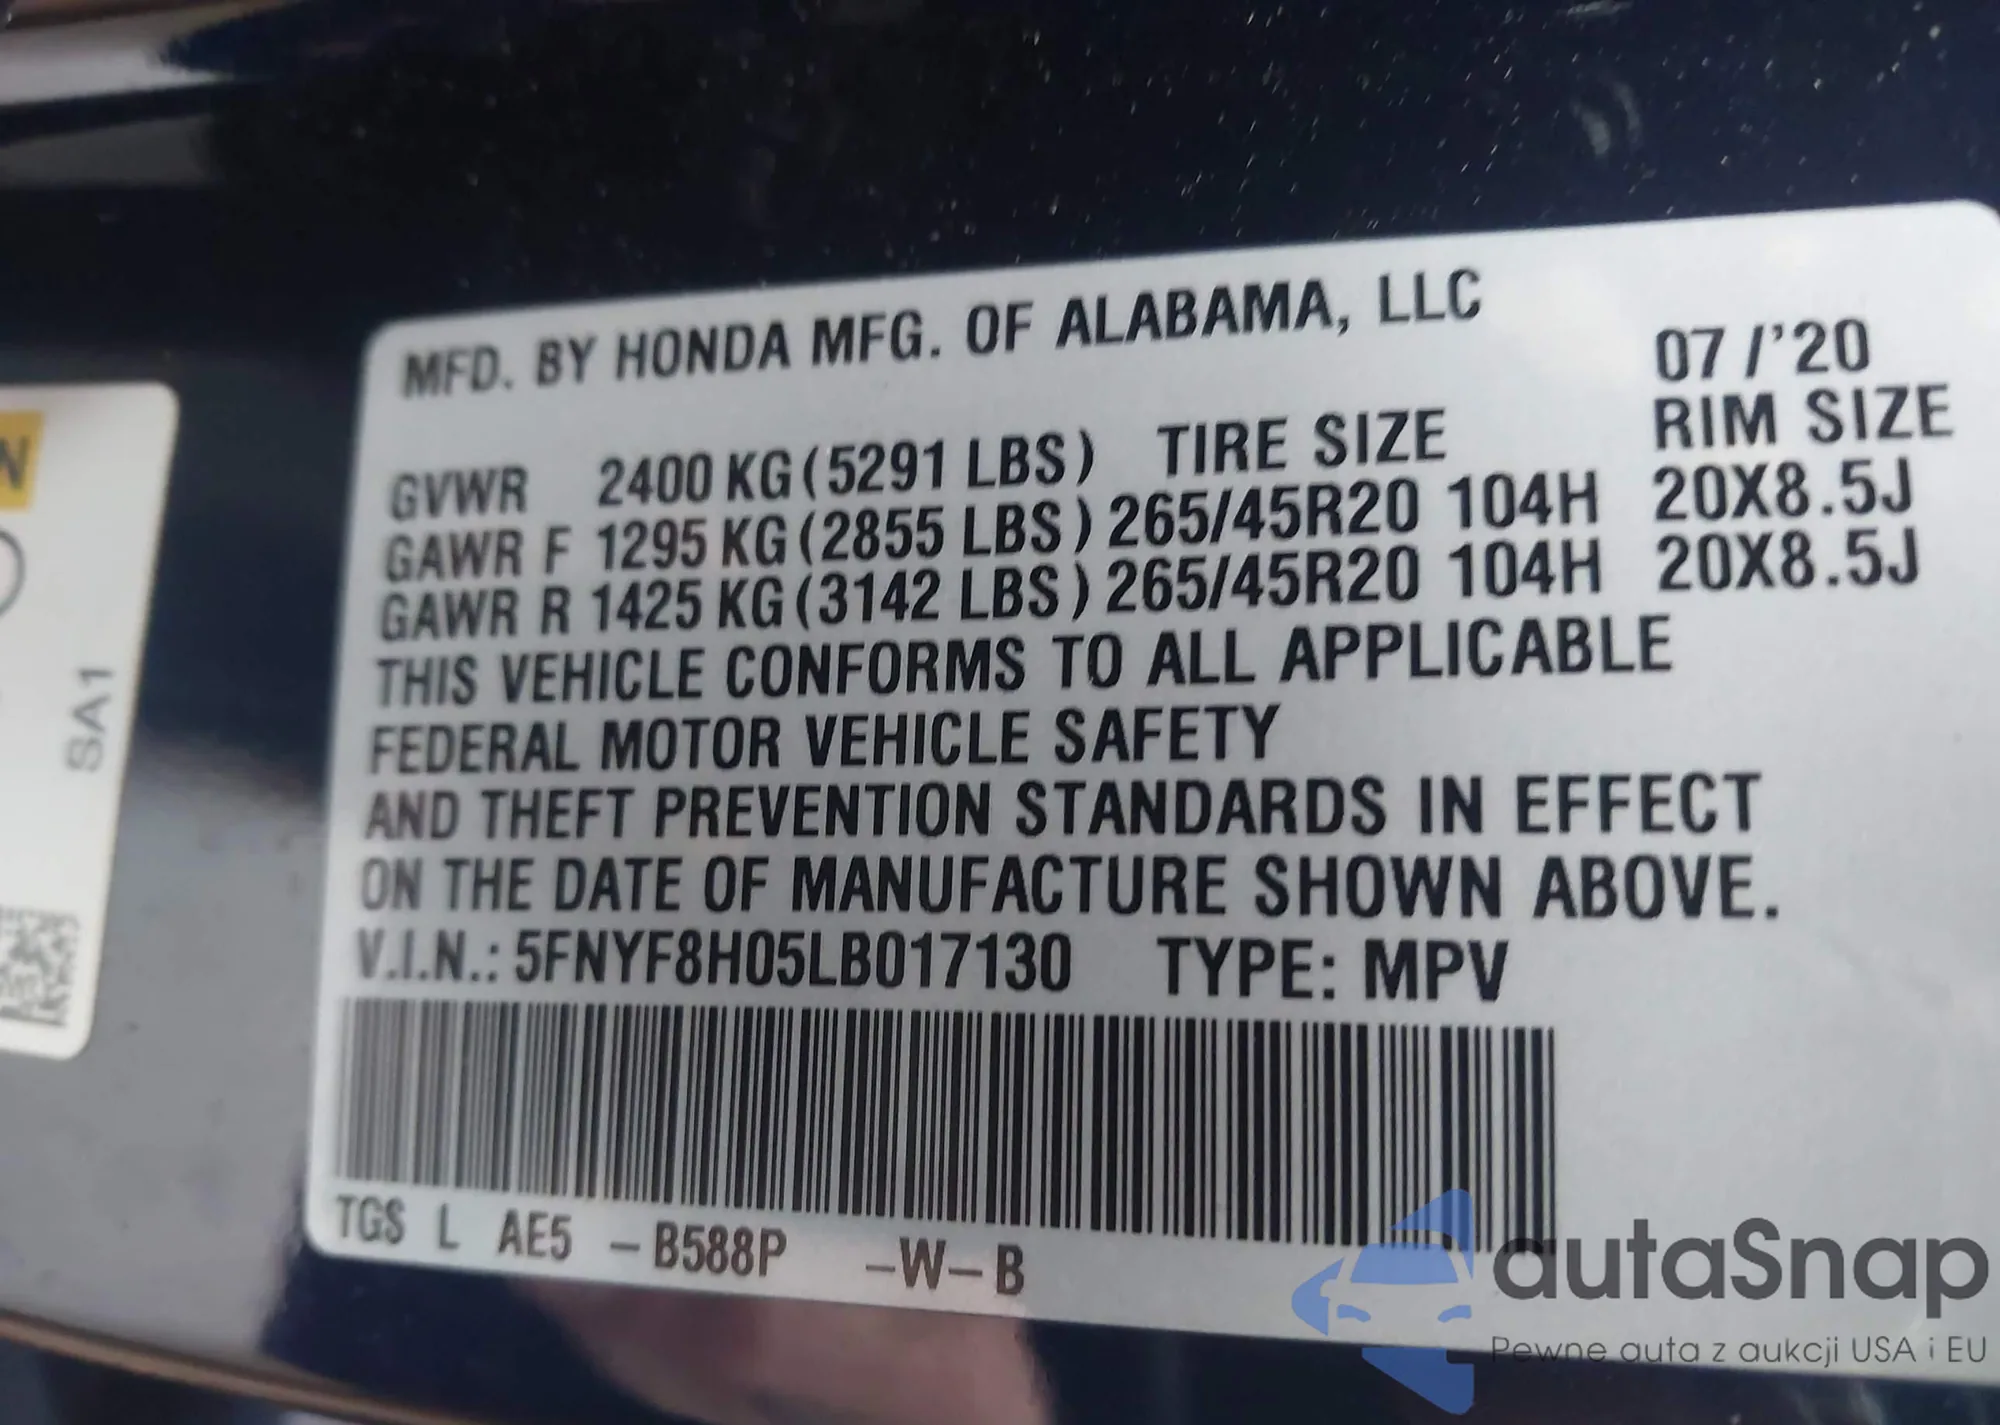 MFD. BY HONDA MFG. OF ALABAMA, LLC
07/'20
GVWR 2400 KG (5291 LBS) TIRE SIZE RIM SIZE
GAWR F 1295 KG (2855 LBS) 265/45R20 104H 20X8.5J
GAWR R 1425 KG (3142 LBS) 265/45R20 104H 20X8.5J
THIS VEHICLE CONFORMS TO ALL APPLICABLE
FEDERAL MOTOR VEHICLE SAFETY
AND THEFT PREVENTION STANDARDS IN EFFECT
ON THE DATE OF MANUFACTURE SHOWN ABOVE.
V.I.N.: 5FNYF8H05LB017130 TYPE: MPV
TGS L AE5 –B588P –W–B
N
SA1
autaSnap
Pewne auta z aukcji USA i EU